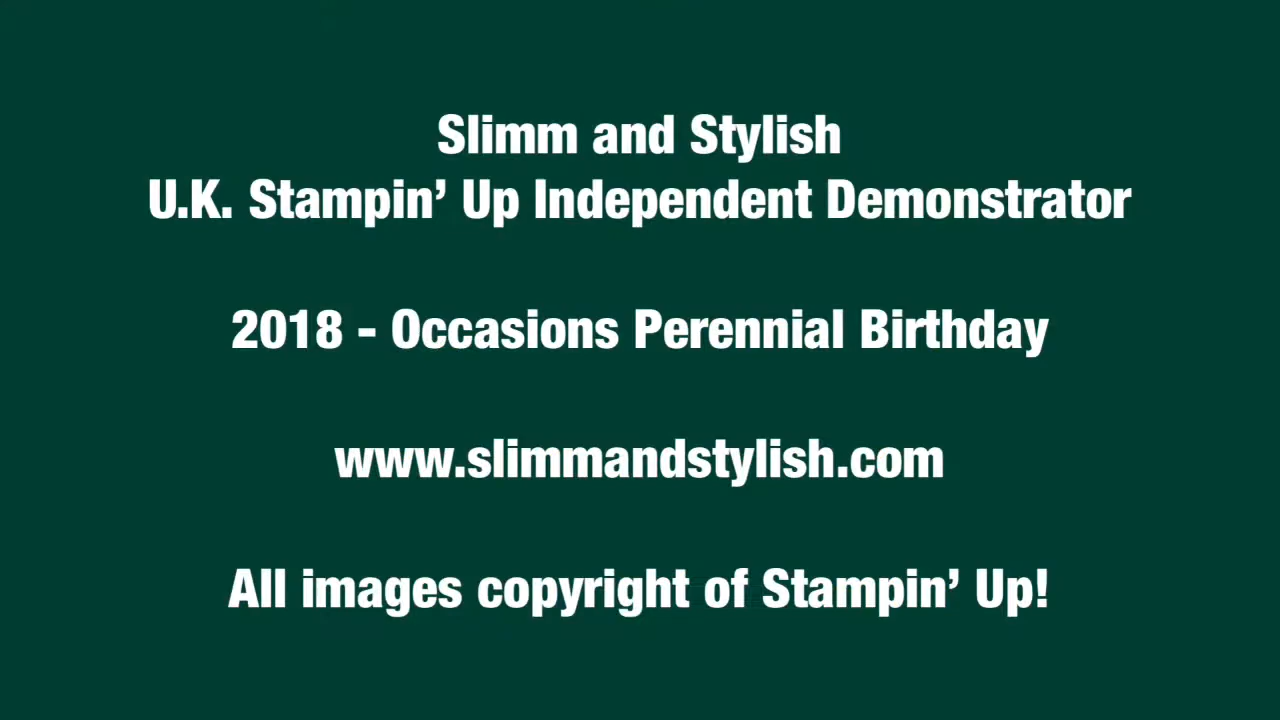 Slimm and Stylish
U.K. Stampin’ Up Independent Demonstrator
2018 - Occasions Perennial Birthday
www.slimmandstylish.com
All images copyright of Stampin’ Up!